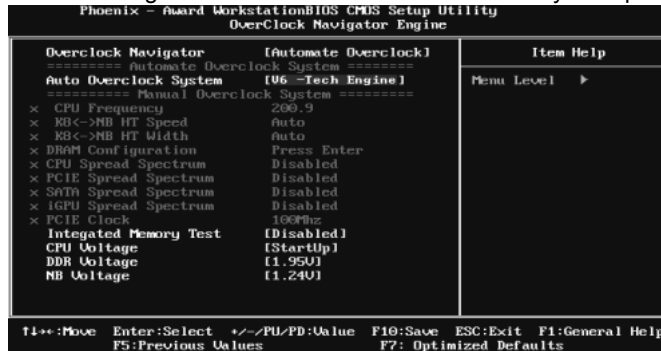 Phoenix - Award WorkstationBIOS CMOS Setup Utility
OverClock Navigator Engine
Overclock Navigator [Automate Overclock] Item Help
========= Automate Overclock System ========
Auto Overclock System [V6 -Tech Engine] Menu Level ▶
========== Manual Overclock System =========
x CPU Frequency 200.9
x K8<->NB HT Speed Auto
x K8<->NB HT Width Auto
x DRAM Configuration Press Enter
x CPU Spread Spectrum Disabled
x PCIE Spread Spectrum Disabled
x SATA Spread Spectrum Disabled
x iGPU Spread Spectrum Disabled
x PCIE Clock 100Mhz
Integated Memory Test [Disabled]
CPU Voltage [StartUp]
DDR Voltage [1.95V]
NB Voltage [1.24V]
↑↓→←:Move Enter:Select +/-/PU/PD:Value F10:Save ESC:Exit F1:General Help
F5:Previous Values F7: Optimized Defaults